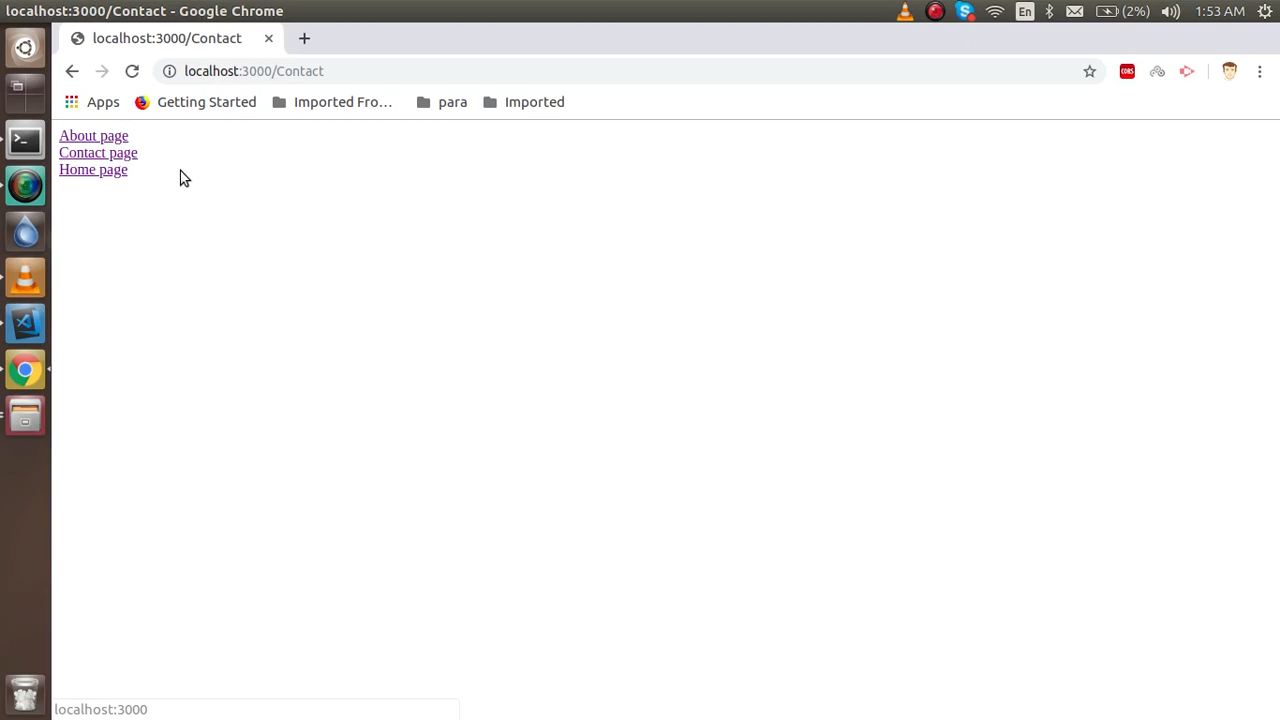 localhost:3000/Contact - Google Chrome
En
(2%)
1:53 AM
localhost:3000/Contact
localhost:3000/Contact
CORS
Apps
Getting Started
Imported Fro...
para
Imported
About page
Contact page
Home page
localhost:3000